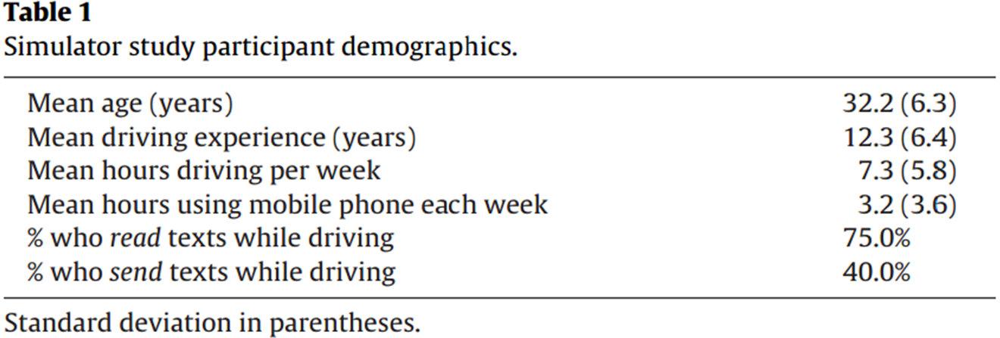 Table 1
Simulator study participant demographics.
Mean age (years) 32.2 (6.3)
Mean driving experience (years) 12.3 (6.4)
Mean hours driving per week 7.3 (5.8)
Mean hours using mobile phone each week 3.2 (3.6)
% who read texts while driving 75.0%
% who send texts while driving 40.0%
Standard deviation in parentheses.